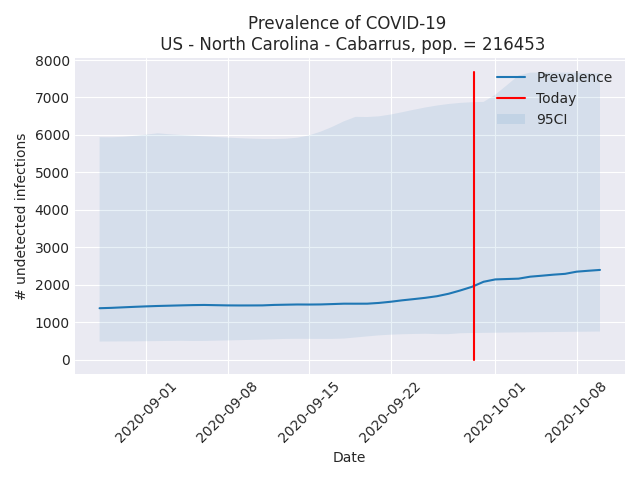 Prevalence of COVID-19
US - North Carolina - Cabarrus, pop. = 216453
8000
7000
6000
5000
4000
3000
2000
1000
0
# undetected infections
Prevalence
Today
95CI
2020-09-01
2020-09-08
2020-09-15
2020-09-22
2020-10-01
2020-10-08
Date